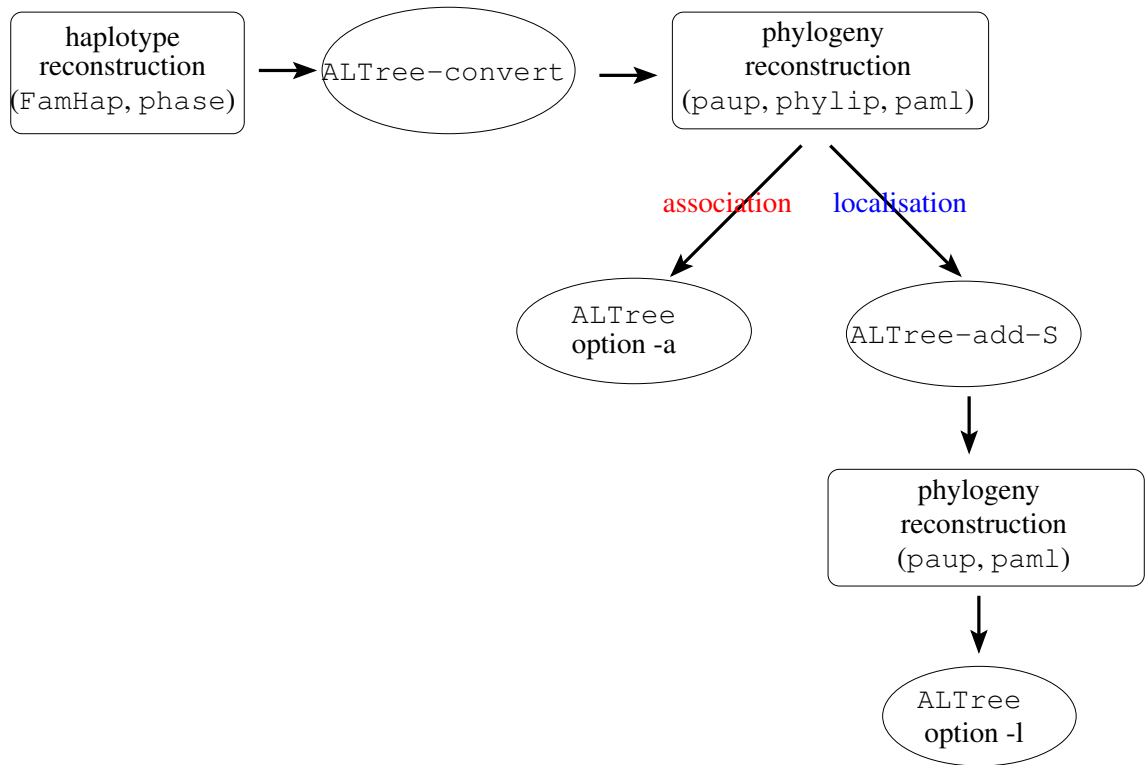 haplotype
reconstruction
(FamHap, phase)
ALTree-convert
phylogeny
reconstruction
(paup, phylip, paml)
association
localisation
ALTree
option -a
ALTree-add-S
phylogeny
reconstruction
(paup, paml)
ALTree
option -l